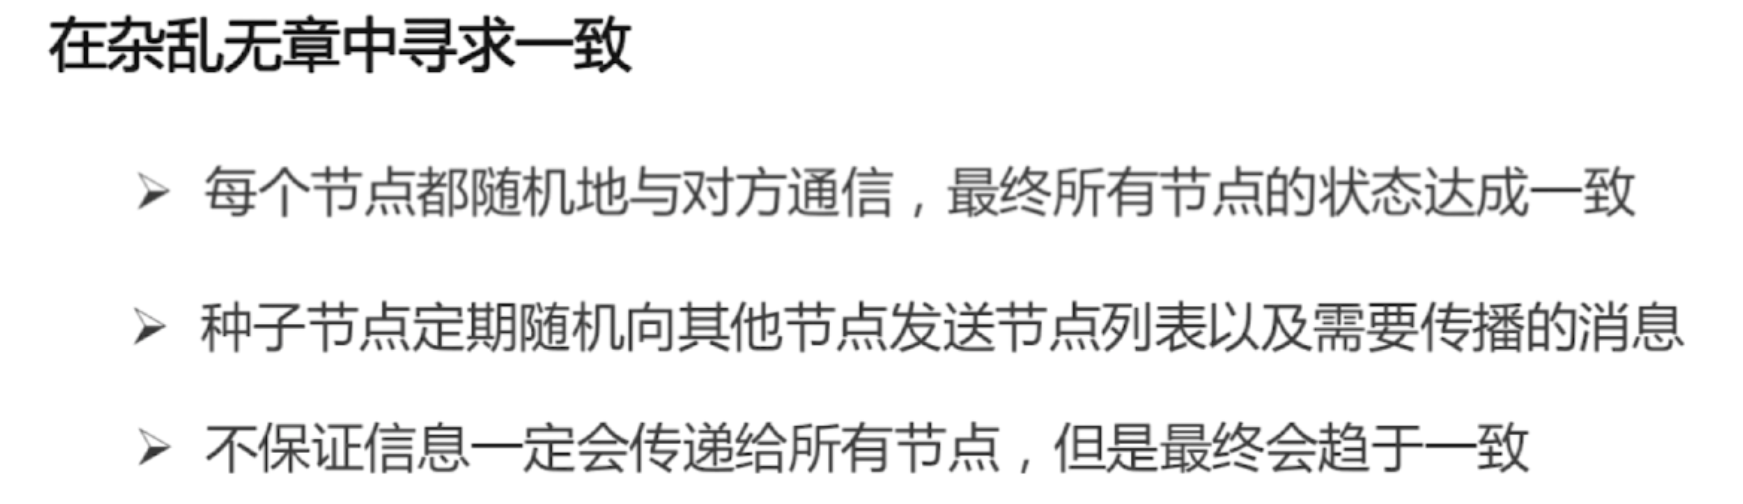 在杂乱无章中寻求一致
➢ 每个节点都随机地与对方通信，最终所有节点的状态达成一致
➢ 种子节点定期随机向其他节点发送节点列表以及需要传播的消息
➢ 不保证信息一定会传递给所有节点，但是最终会趋于一致